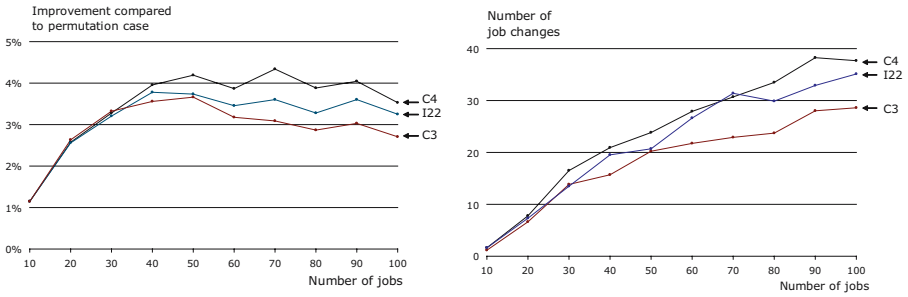 Improvement compared
to permutation case
5%
4%
3%
2%
1%
0%
C4
I22
C3
10 20 30 40 50 60 70 80 90 100
Number of jobs
Number of
job changes
40
30
20
10
0
C4
I22
C3
10 20 30 40 50 60 70 80 90 100
Number of jobs